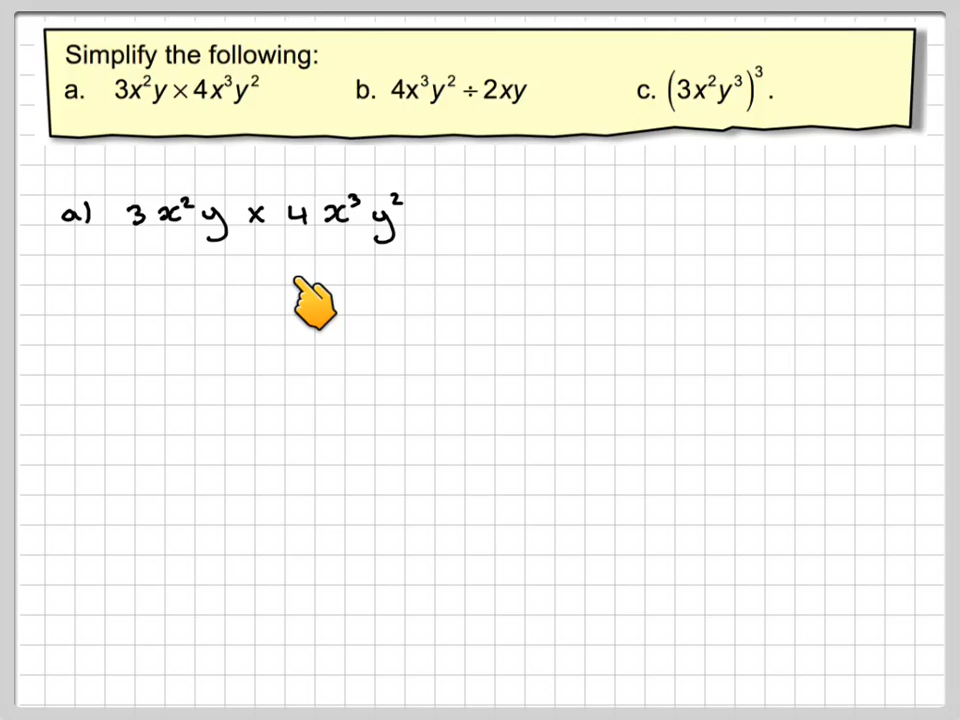 Simplify the following:
a. 3x²y × 4x³y² b. 4x³y² ÷ 2xy c. (3x²y³)³.
a) 3x²y × 4x³y²